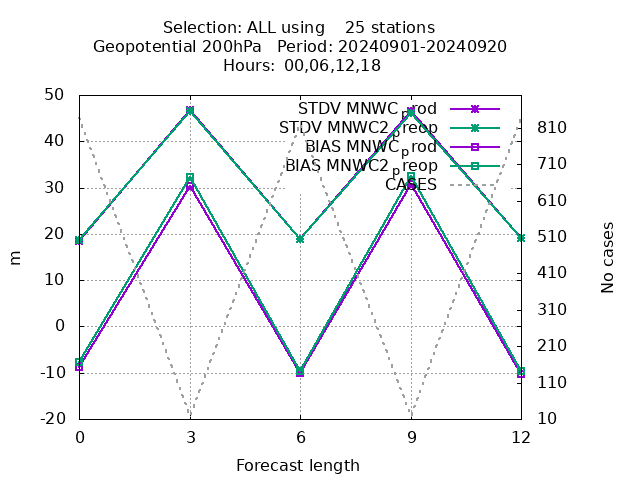 Selection: ALL using    25 stations
Geopotential 200hPa   Period: 20240901-20240920
Hours: 00,06,12,18
STDV MNWC_prod
STDV MNWC2_preop
BIAS MNWC_prod
BIAS MNWC2_preop
CASES
50
40
30
20
10
0
-10
-20
m
810
710
610
510
410
310
210
110
10
No cases
0 3 6 9 12
Forecast length